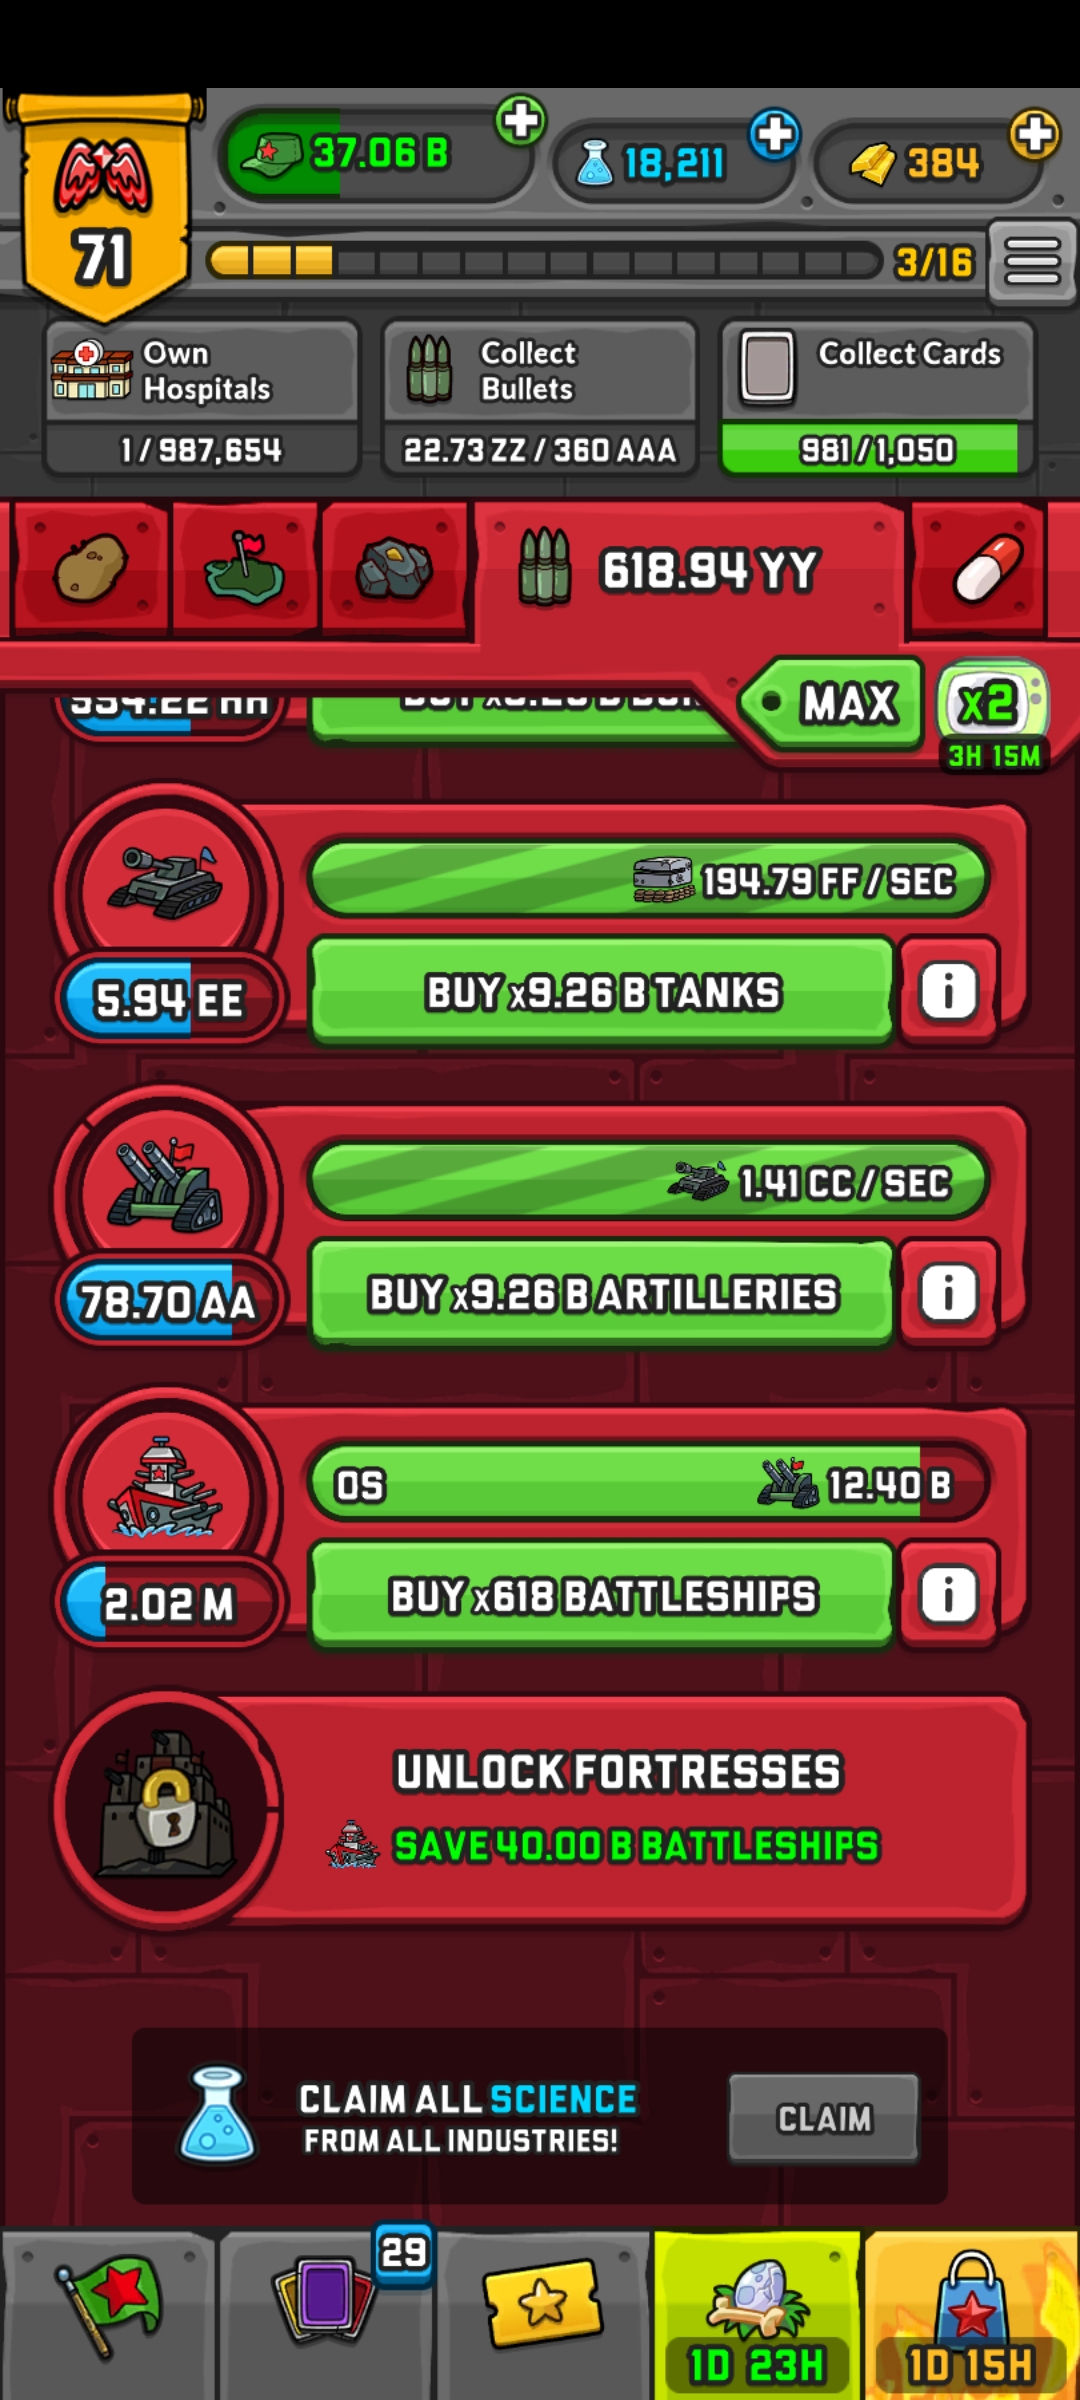 37.06 B
18,211
384
71
3/16
Own
Hospitals
1 / 987,654
Collect
Bullets
22.73 ZZ / 360 AAA
Collect Cards
981 / 1,050
618.94 YY
MAX
x2
3H 15M
194.79 FF / SEC
5.94 EE
BUY x9.26 B TANKS
i
1.41 CC / SEC
78.70 AA
BUY x9.26 B ARTILLERIES
i
0S
12.40 B
2.02 M
BUY x618 BATTLESHIPS
i
UNLOCK FORTRESSES
SAVE 40.00 B BATTLESHIPS
CLAIM ALL SCIENCE
FROM ALL INDUSTRIES!
CLAIM
29
1D 23H
1D 15H